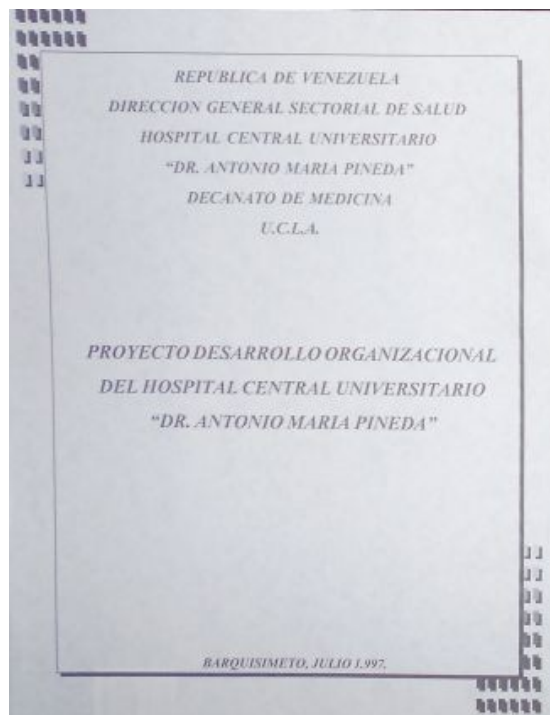 REPUBLICA DE VENEZUELA
DIRECCION GENERAL SECTORIAL DE SALUD
HOSPITAL CENTRAL UNIVERSITARIO
“DR. ANTONIO MARIA PINEDA”
DECANATO DE MEDICINA
U.C.L.A.
PROYECTO DESARROLLO ORGANIZACIONAL
DEL HOSPITAL CENTRAL UNIVERSITARIO
“DR. ANTONIO MARIA PINEDA”
BARQUISIMETO, JULIO 1.997.